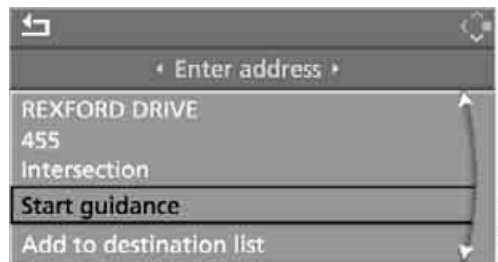 Enter address
REXFORD DRIVE
455
Intersection
Start guidance
Add to destination list